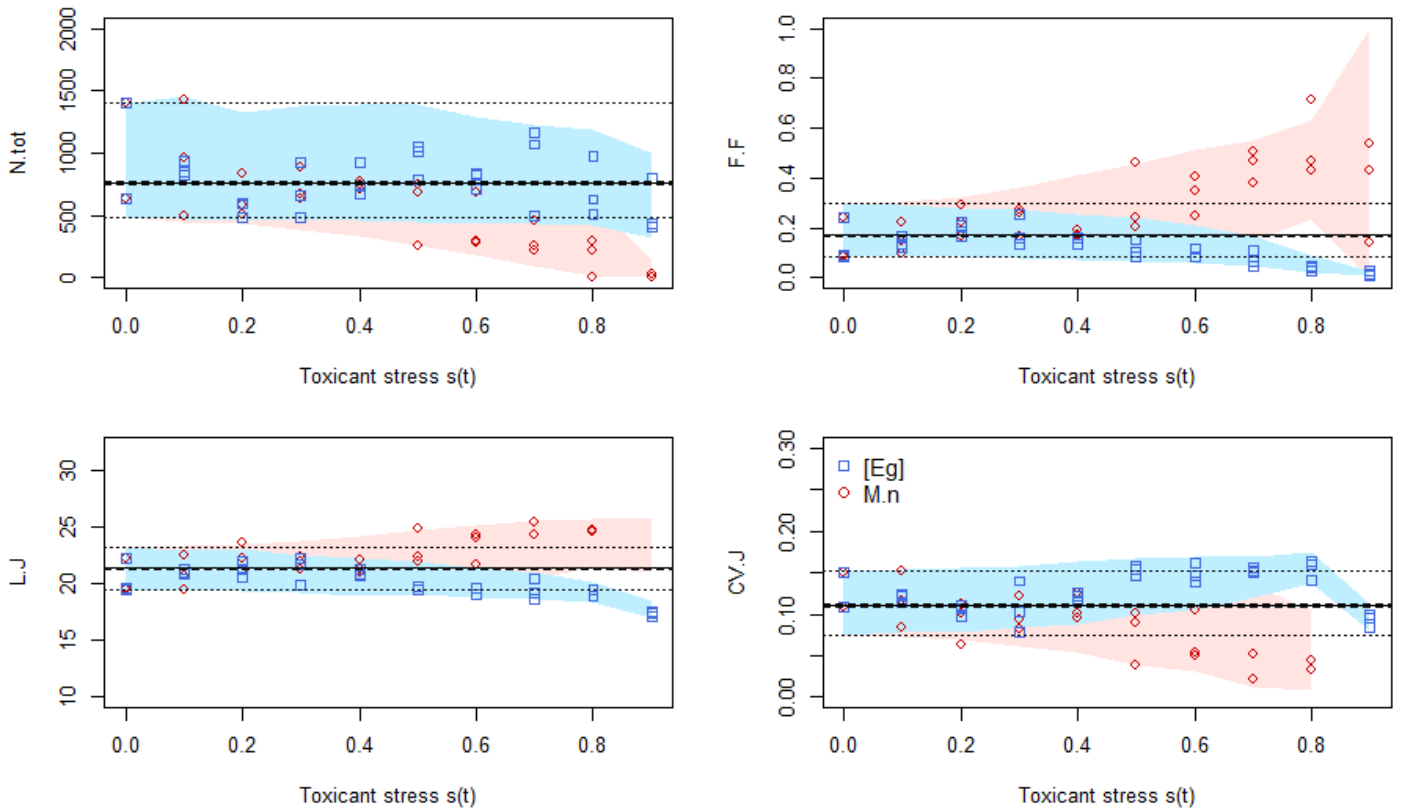 N.tot
2000
1500
1000
500
0
0.0 0.2 0.4 0.6 0.8
Toxicant stress s(t)
F.F
1.0
0.8
0.6
0.4
0.2
0.0
0.0 0.2 0.4 0.6 0.8
Toxicant stress s(t)
L.J
30
25
20
15
10
0.0 0.2 0.4 0.6 0.8
Toxicant stress s(t)
CV.J
0.30
0.20
0.10
0.00
[Eg]
M.n
0.0 0.2 0.4 0.6 0.8
Toxicant stress s(t)